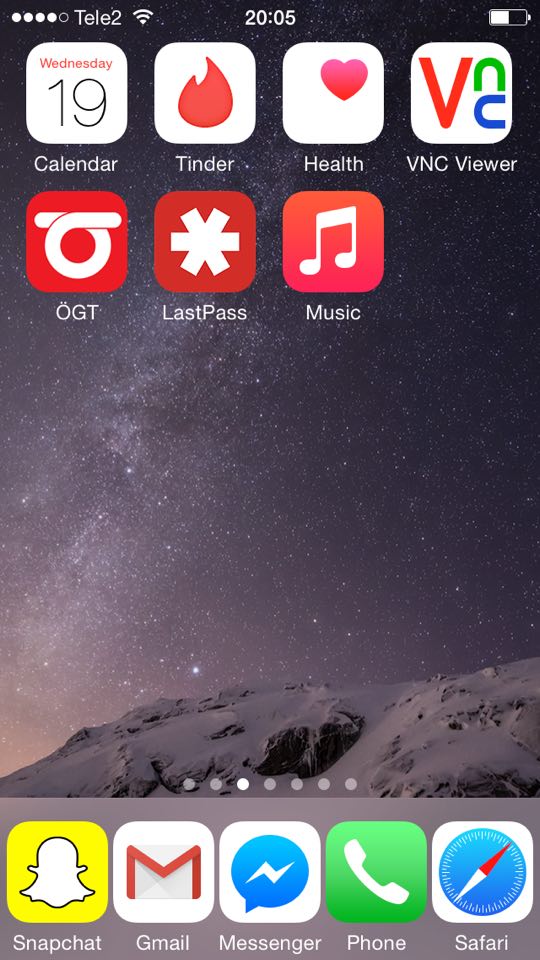 Tele2 20:05
Wednesday
19
Vnc
Calendar Tinder Health VNC Viewer
ÖGT LastPass Music
Snapchat Gmail Messenger Phone Safari